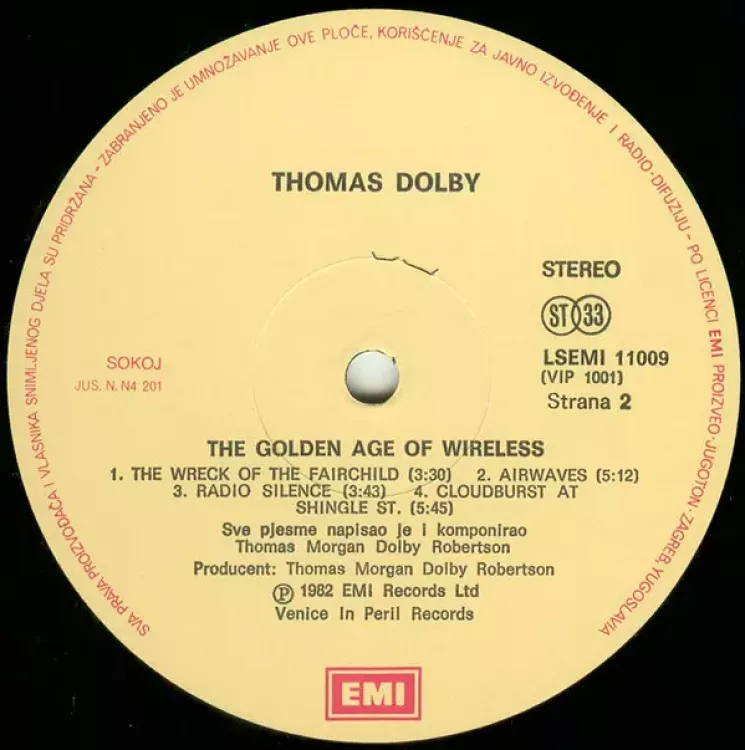 SVA PRAVA PROIZVOĐAČA I VLASNIKA SNIMLJENOG DJELA SU PRIDRŽANA - ZABRANJENO JE UMNOŽAVANJE OVE PLOČE, KORIŠĆENJE ZA JAVNO IZVOĐENJE I RADIO-DIFUZIJU - PO LICENCI EMI PROIZVEO-JUGOTON-ZAGREB, YUGOSLAVIA
THOMAS DOLBY
STEREO
ST 33
SOKOJ
JUS. N. N4 201
LSEMI 11009
(VIP 1001)
Strana 2
THE GOLDEN AGE OF WIRELESS
1. THE WRECK OF THE FAIRCHILD (3:30) 2. AIRWAVES (5:12)
3. RADIO SILENCE (3:43) 4. CLOUDBURST AT
SHINGLE ST. (5:45)
Sve pjesme napisao je i komponirao
Thomas Morgan Dolby Robertson
Producent: Thomas Morgan Dolby Robertson
Ⓟ 1982 EMI Records Ltd
Venice In Peril Records
EMI